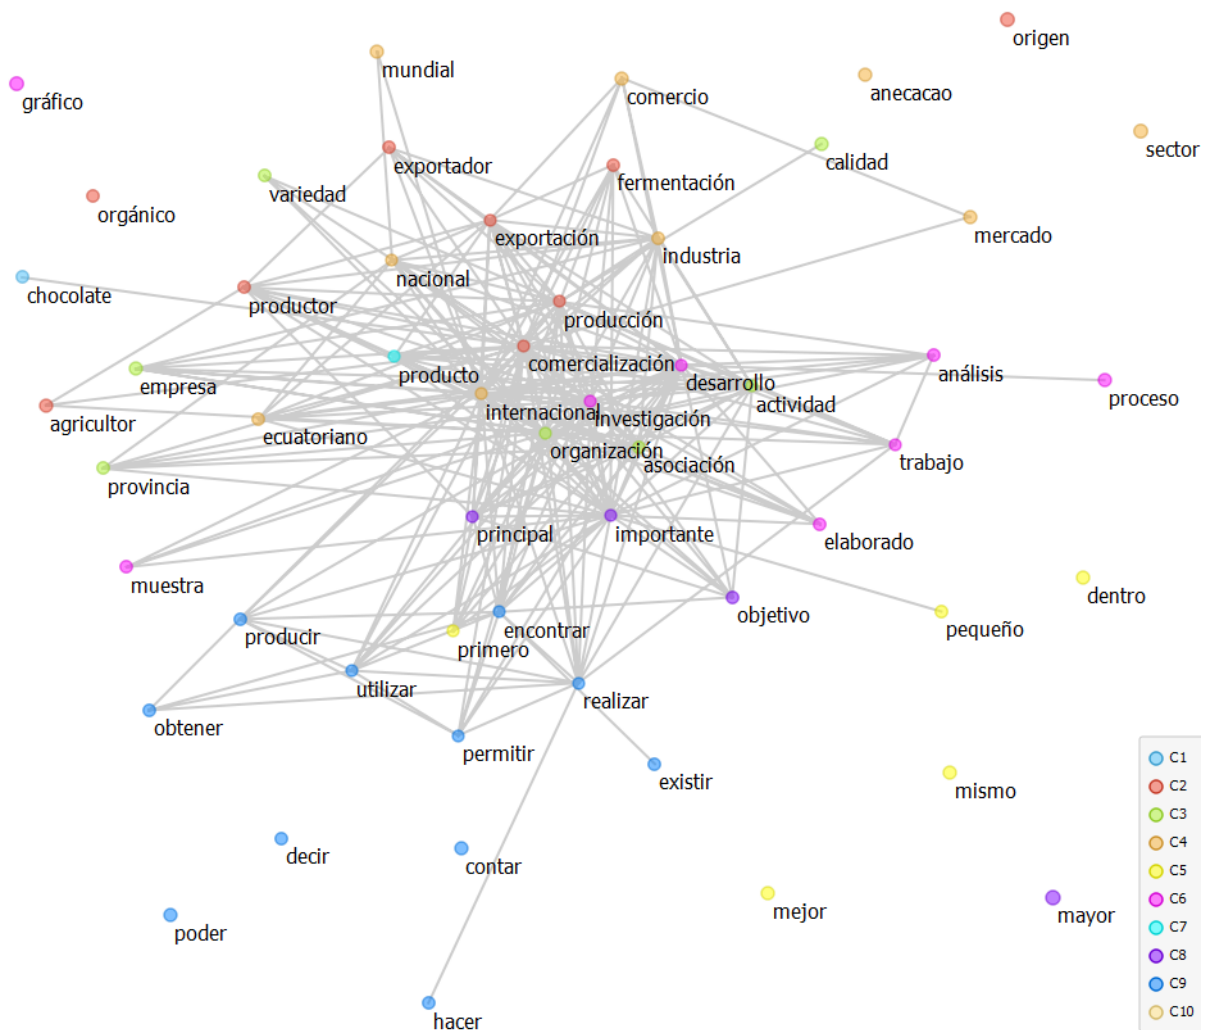 origen
mundial
anecacao
comercio
gráfico
sector
exportador
calidad
fermentación
variedad
orgánico
exportación
mercado
industria
nacional
chocolate
productor
producción
comercialización
análisis
producto
desarrollo
empresa
proceso
actividad
internacional
Investigación
agricultor
ecuatoriano
organización
trabajo
asociación
provincia
principal
importante
elaborado
muestra
dentro
objetivo
pequeño
producir
encontrar
primero
utilizar
realizar
obtener
permitir
existir
mismo
decir
contar
mejor
mayor
poder
hacer
C1
C2
C3
C4
C5
C6
C7
C8
C9
C10